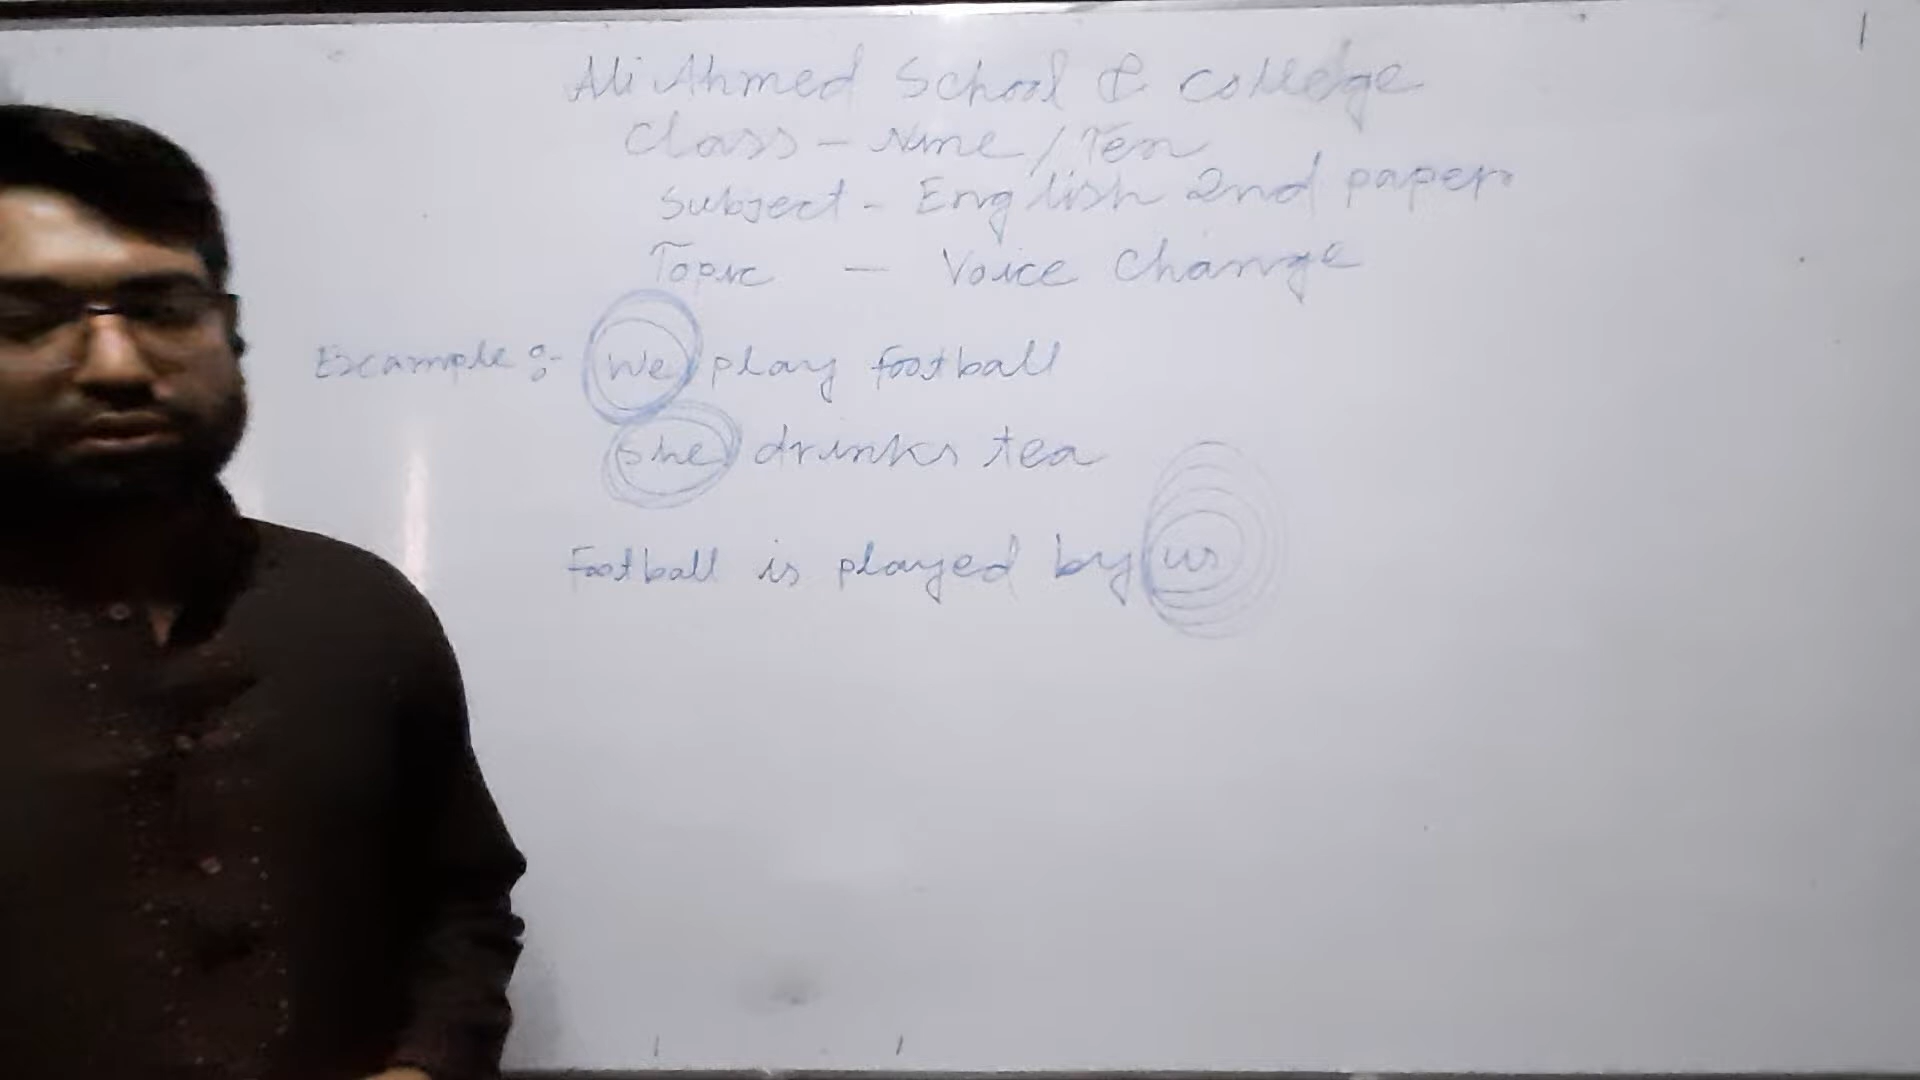 Ali Ahmed School & College
Class - Nine / Ten
Subject - English 2nd paper
Topic - Voice Change
Example :- We play football
She drinks tea
Football is played by us